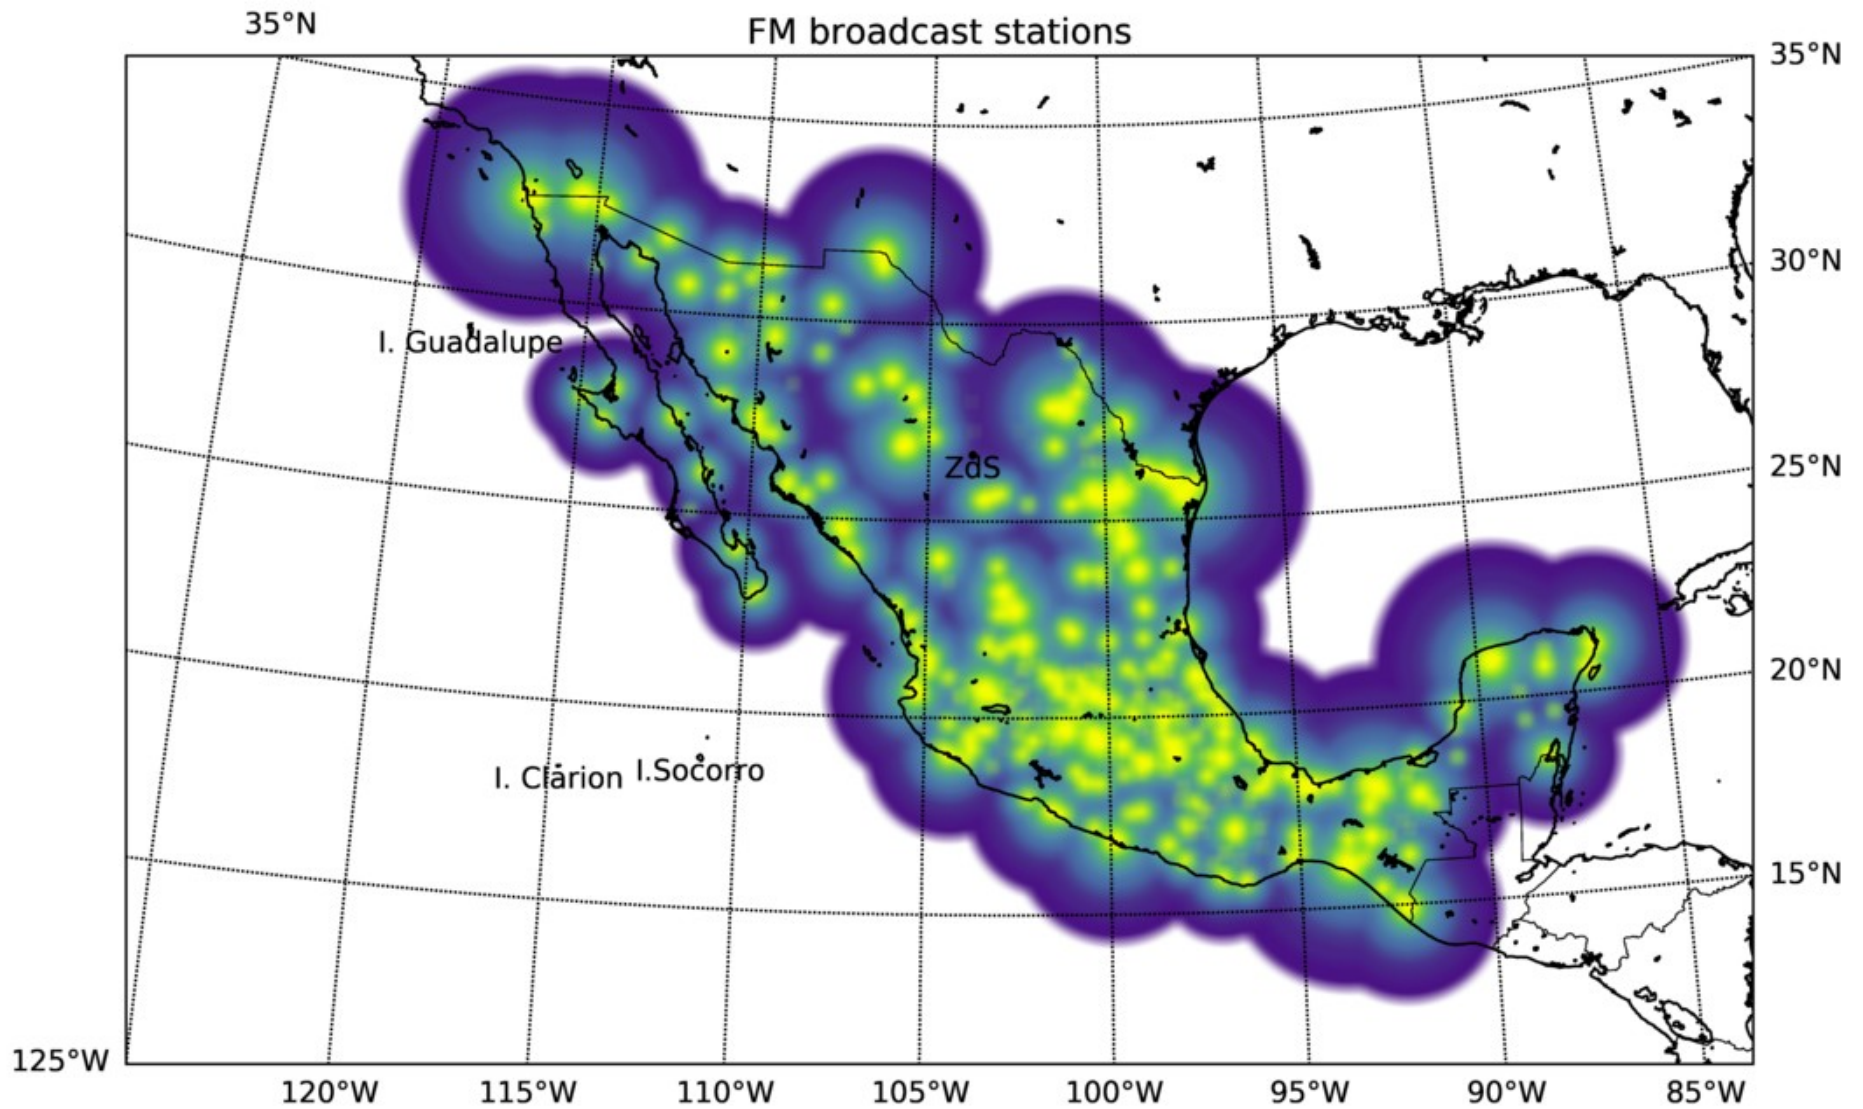 35°N
FM broadcast stations
35°N
30°N
I. Guadalupe
25°N
ZdS
20°N
I. Clarion
I.Socorro
15°N
125°W
120°W
115°W
110°W
105°W
100°W
95°W
90°W
85°W